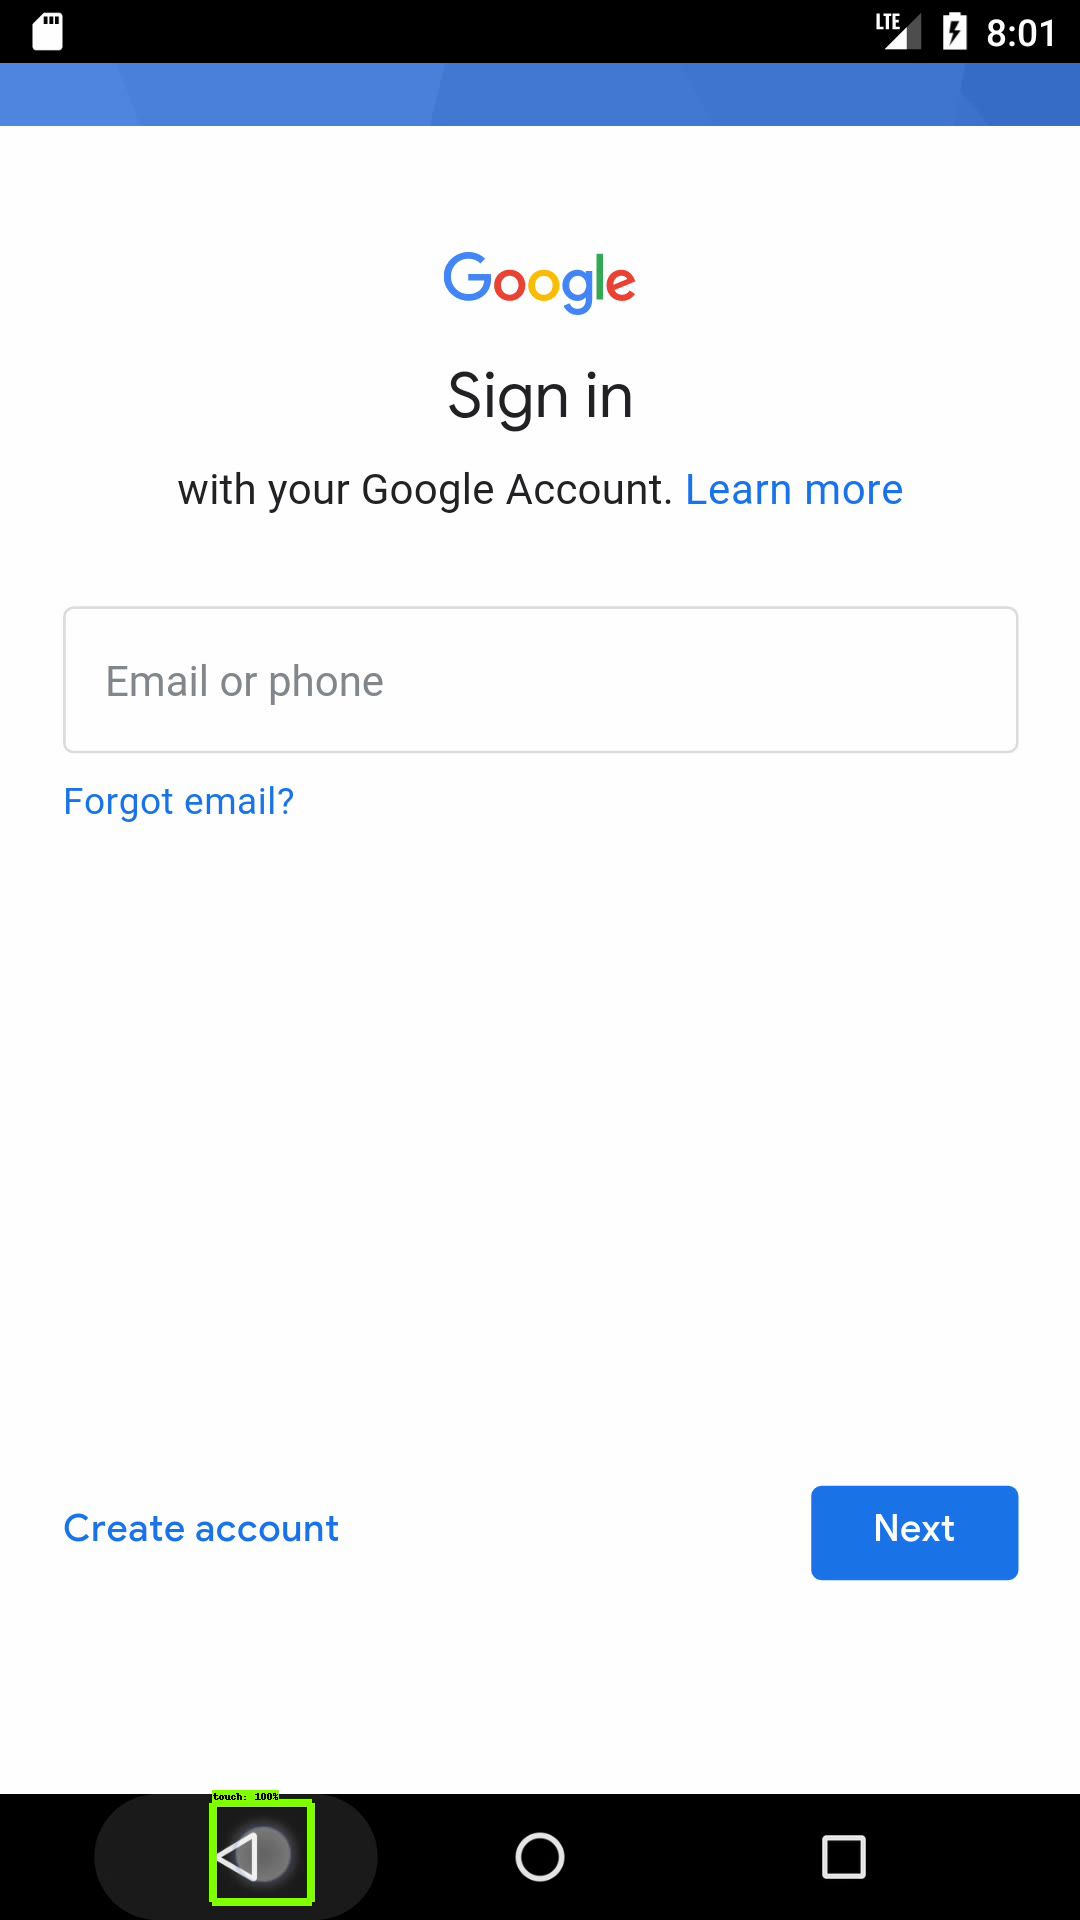 LTE 8:01
Google
Sign in
with your Google Account. Learn more
Email or phone
Forgot email?
Create account
Next
touch: 100%